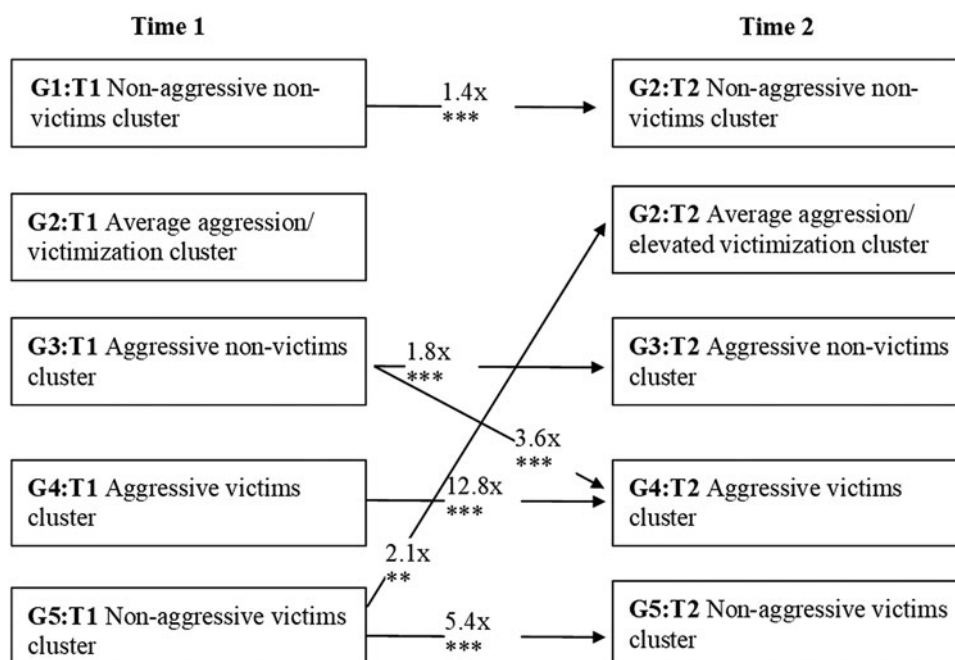 Time 1
Time 2
G1:T1 Non-aggressive non-
victims cluster
1.4x
***
G2:T2 Non-aggressive non-
victims cluster
G2:T1 Average aggression/
victimization cluster
G2:T2 Average aggression/
elevated victimization cluster
G3:T1 Aggressive non-victims
cluster
1.8x
***
G3:T2 Aggressive non-victims
cluster
3.6x
***
G4:T1 Aggressive victims
cluster
12.8x
***
G4:T2 Aggressive victims
cluster
2.1x
**
G5:T1 Non-aggressive victims
cluster
5.4x
***
G5:T2 Non-aggressive victims
cluster